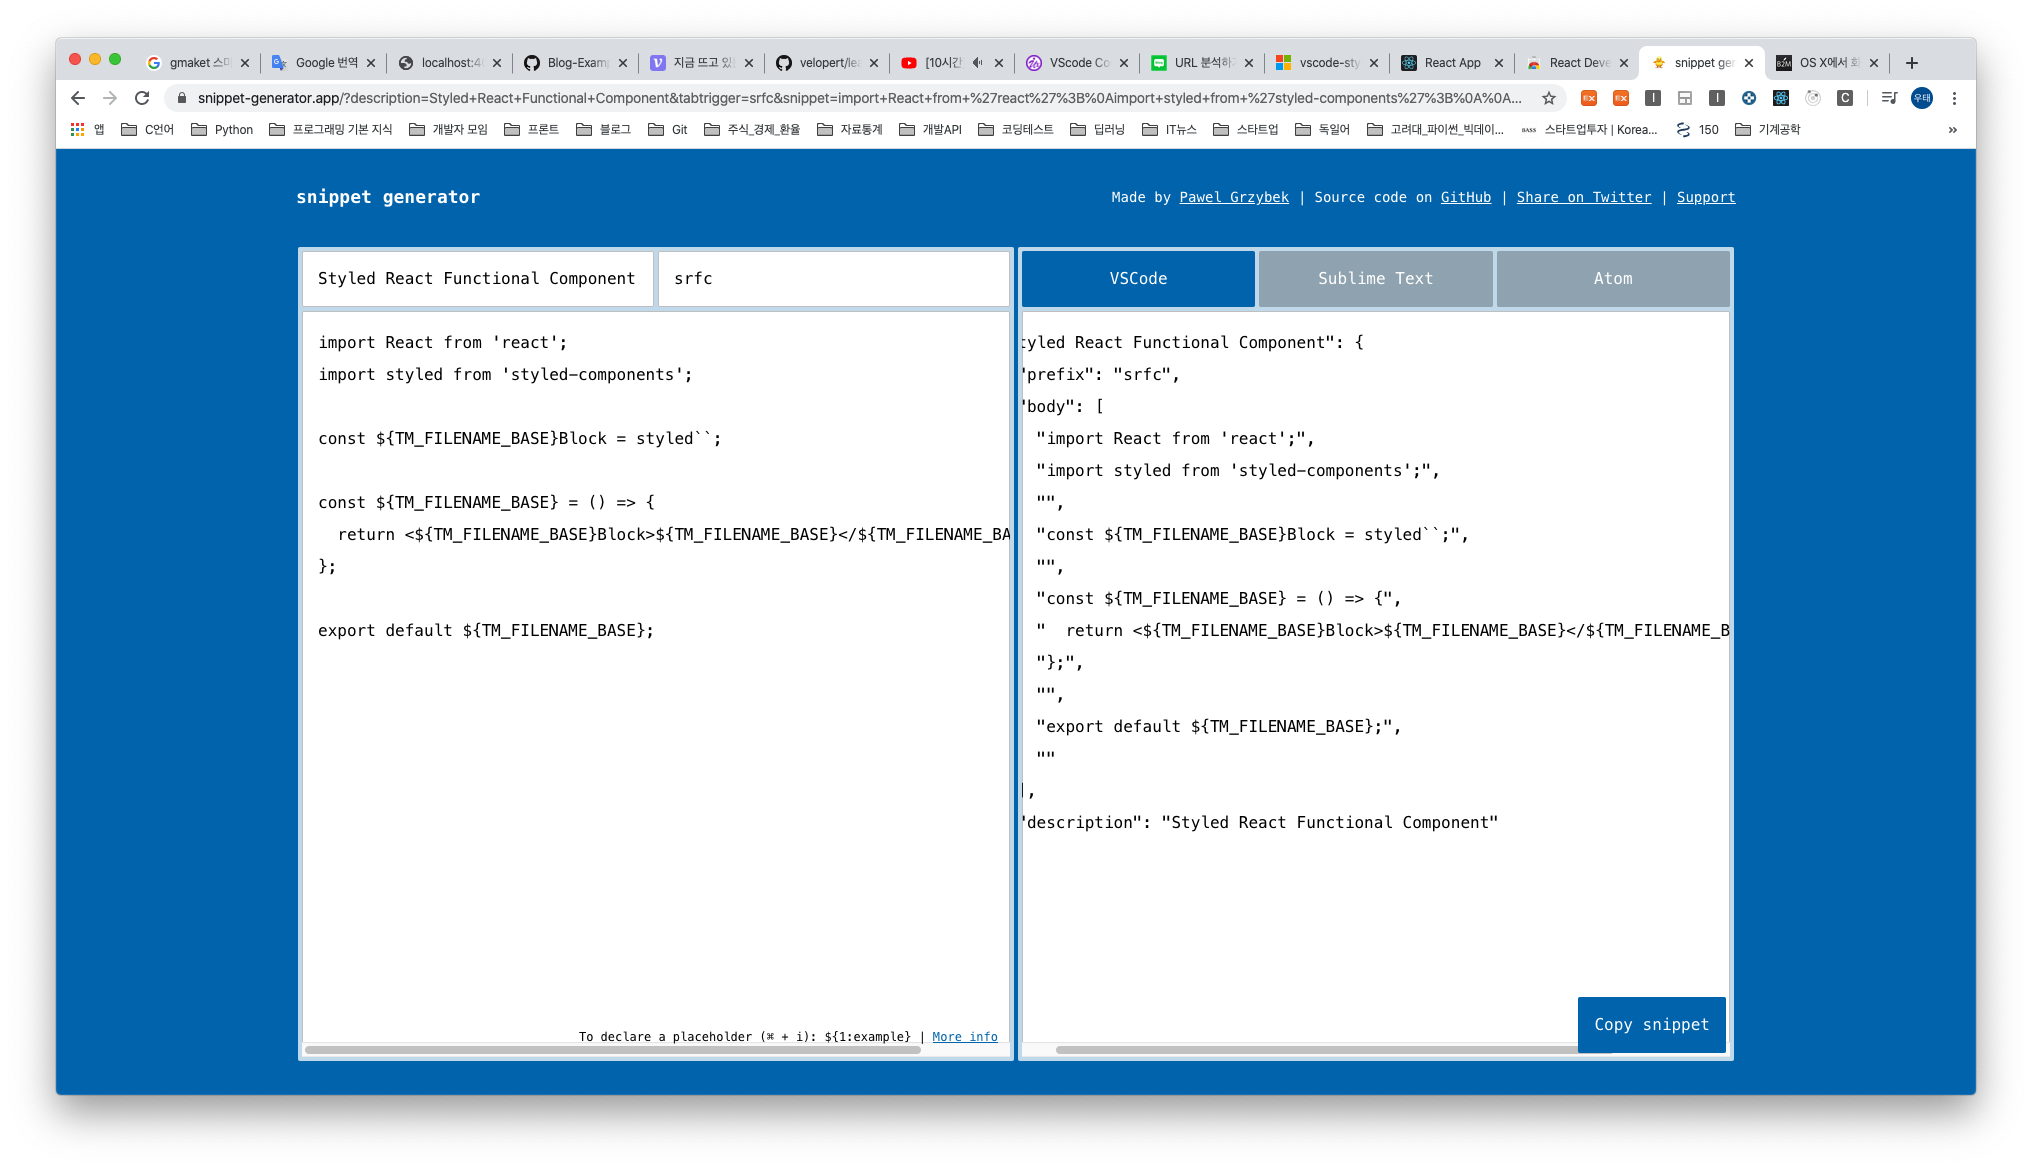 gmaket 스마
Google 번역
localhost:4
Blog-Exam
지금 뜨고 있
velopert/lea
[10시간
VScode Co
URL 분석하
vscode-sty
React App
React Deve
snippet ger
OS X에서 화
snippet-generator.app/?description=Styled+React+Functional+Component&tabtrigger=srfc&snippet=import+React+from+%27react%27%3B%0Aimport+styled+from+%27styled-components%27%3B%0A%0A...
우태
앱
C언어
Python
프로그래밍 기본 지식
개발자 모임
프론트
블로그
Git
주식_경제_환율
자료통계
개발API
코딩테스트
딥러닝
IT뉴스
스타트업
독일어
고려대_파이썬_빅데이...
BASS 스타트업투자 | Korea...
150
기계공학
»
snippet generator
Made by Pawel Grzybek | Source code on GitHub | Share on Twitter | Support
Styled React Functional Component
srfc
import React from 'react';
import styled from 'styled-components';
const ${TM_FILENAME_BASE}Block = styled``;
const ${TM_FILENAME_BASE} = () => {
return <${TM_FILENAME_BASE}Block>${TM_FILENAME_BASE}</${TM_FILENAME_BA
};
export default ${TM_FILENAME_BASE};
To declare a placeholder (⌘ + i): ${1:example} | More info
VSCode
Sublime Text
Atom
tyled React Functional Component": {
"prefix": "srfc",
"body": [
"import React from 'react';",
"import styled from 'styled-components';",
"",
"const ${TM_FILENAME_BASE}Block = styled``;",
"",
"const ${TM_FILENAME_BASE} = () => {",
"  return <${TM_FILENAME_BASE}Block>${TM_FILENAME_BASE}</${TM_FILENAME_B
"};",
"",
"export default ${TM_FILENAME_BASE};",
""
],
"description": "Styled React Functional Component"
Copy snippet